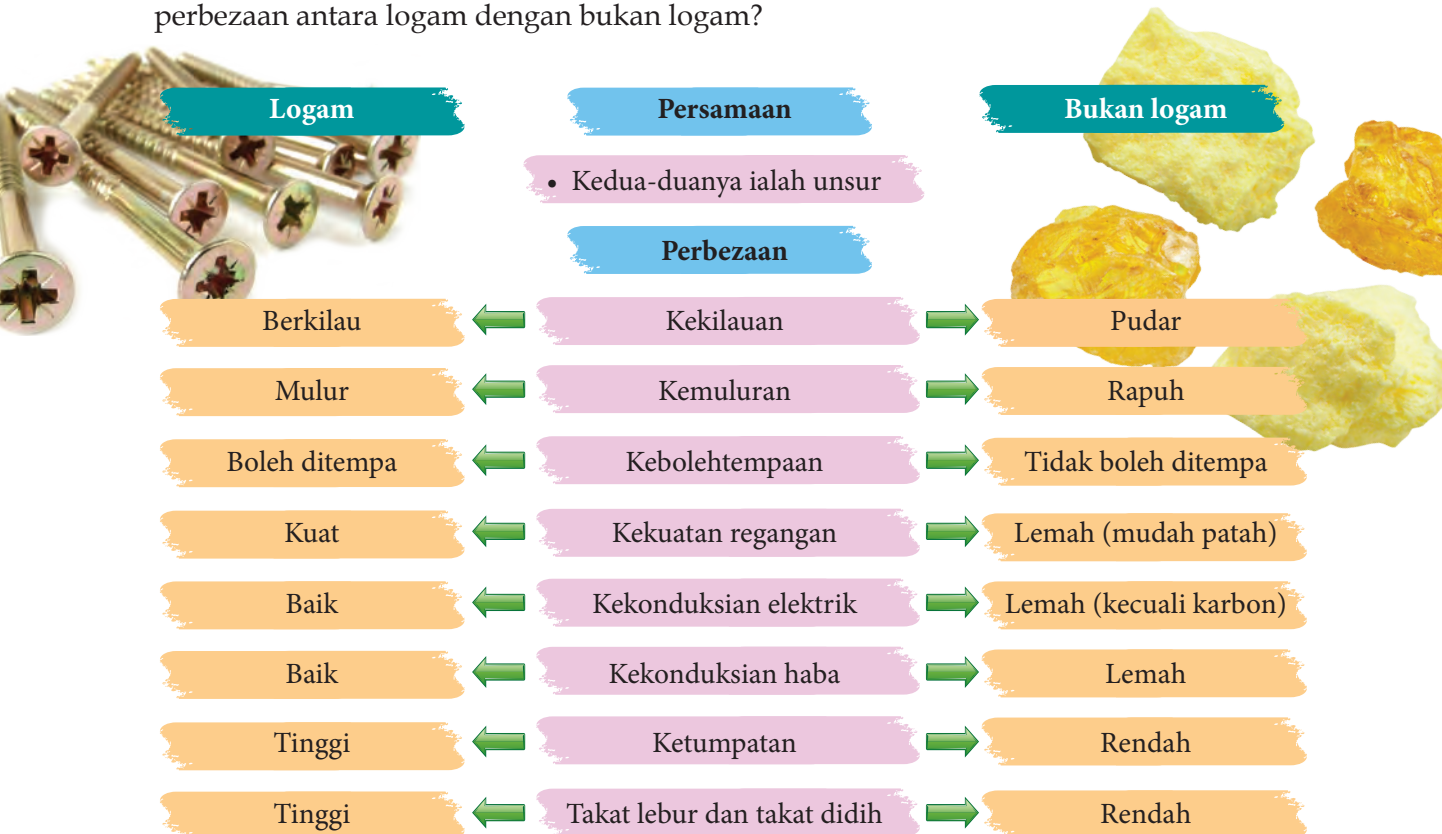 perbezaan antara logam dengan bukan logam?
Logam Persamaan Bukan logam
• Kedua-duanya ialah unsur
Perbezaan
Berkilau Kekilauan Pudar
Mulur Kemuluran Rapuh
Boleh ditempa Kebolehtempaan Tidak boleh ditempa
Kuat Kekuatan regangan Lemah (mudah patah)
Baik Kekonduksian elektrik Lemah (kecuali karbon)
Baik Kekonduksian haba Lemah
Tinggi Ketumpatan Rendah
Tinggi Takat lebur dan takat didih Rendah